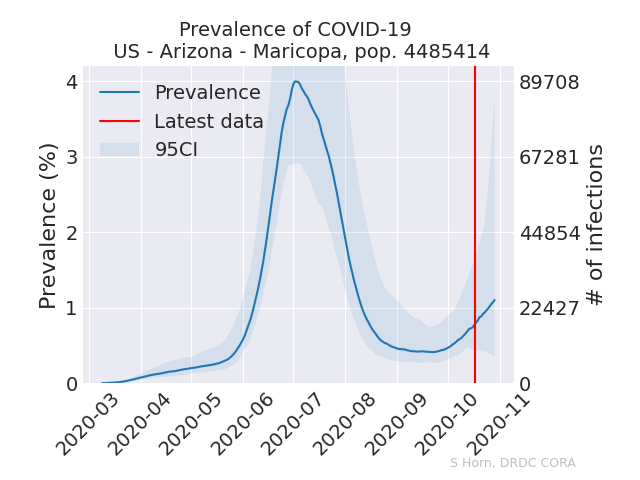 Prevalence of COVID-19
US - Arizona - Maricopa, pop. 4485414
Prevalence
Latest data
95CI
Prevalence (%)
4
3
2
1
0
89708
67281
44854
22427
0
# of infections
2020-03
2020-04
2020-05
2020-06
2020-07
2020-08
2020-09
2020-10
2020-11
S Horn, DRDC CORA